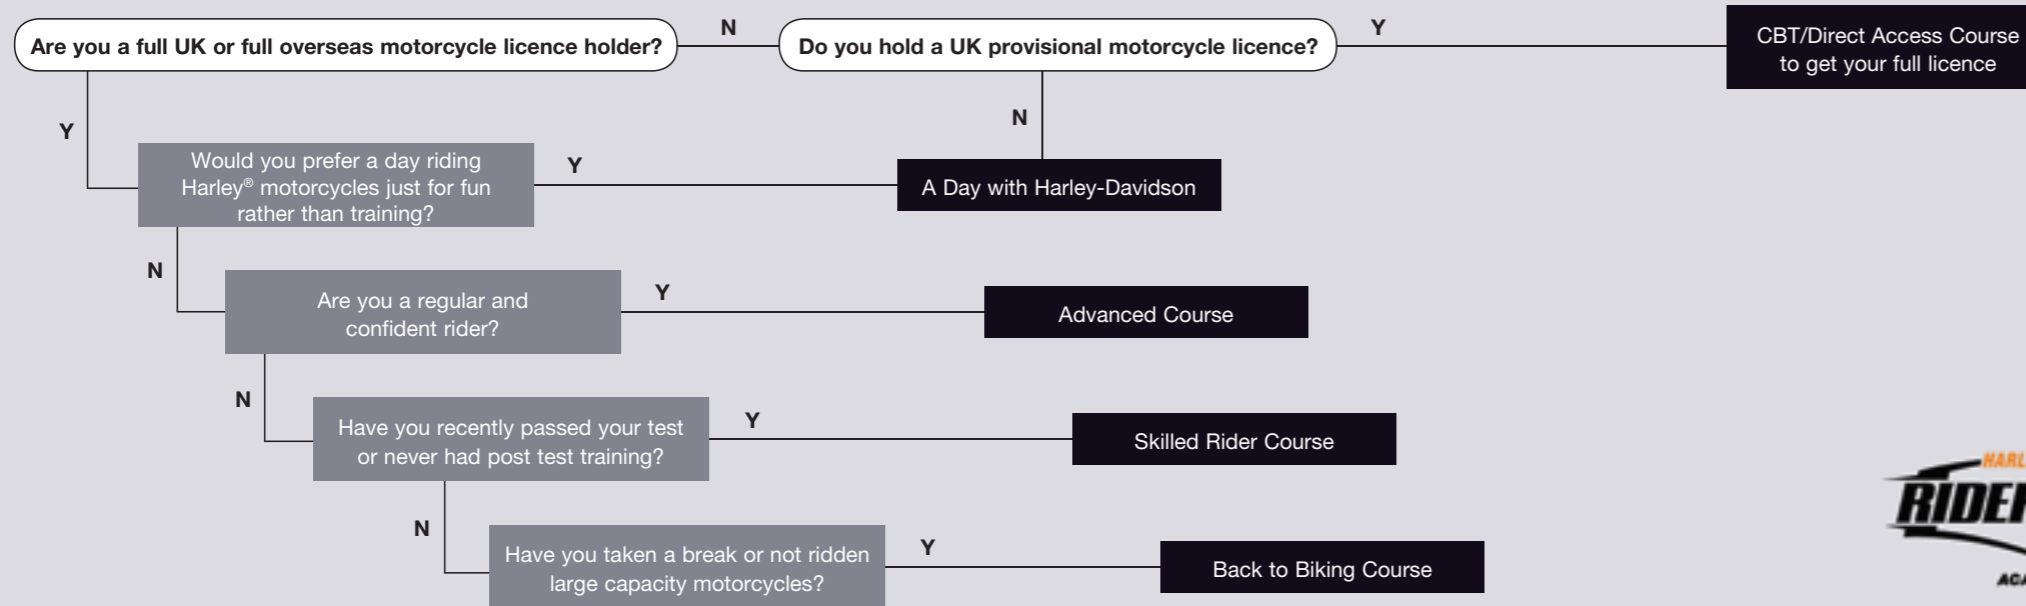 Are you a full UK or full overseas motorcycle licence holder?
N
Do you hold a UK provisional motorcycle licence?
Y
CBT/Direct Access Course
to get your full licence
Y
N
Would you prefer a day riding
Harley® motorcycles just for fun
rather than training?
Y
A Day with Harley-Davidson
N
Are you a regular and
confident rider?
Y
Advanced Course
N
Have you recently passed your test
or never had post test training?
Y
Skilled Rider Course
N
Have you taken a break or not ridden
large capacity motorcycles?
Y
Back to Biking Course